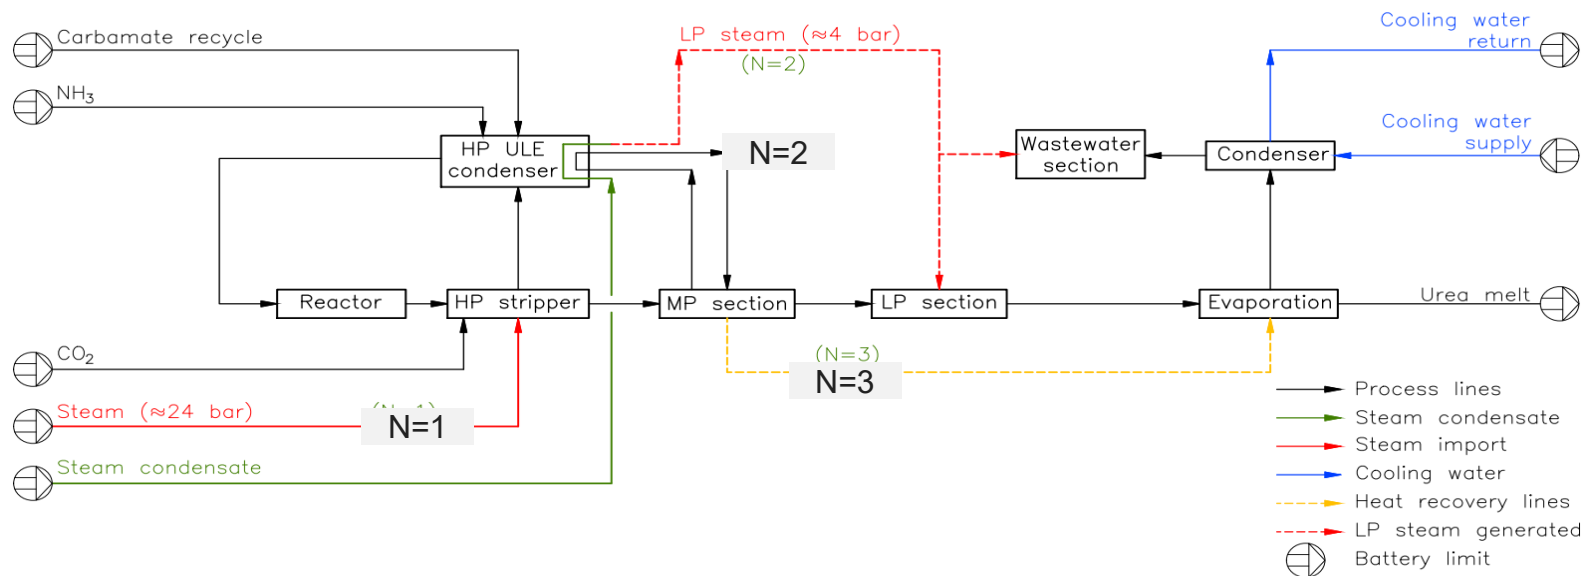 Carbamate recycle
NH₃
LP steam (≈4 bar)
(N=2)
Cooling water
return
Cooling water
supply
HP ULE
condenser
N=2
Wastewater
section
Condenser
Reactor
HP stripper
MP section
LP section
Evaporation
Urea melt
CO₂
(N=3)
N=3
Steam (≈24 bar)
N=1
Steam condensate
Process lines
Steam condensate
Steam import
Cooling water
Heat recovery lines
LP steam generated
Battery limit